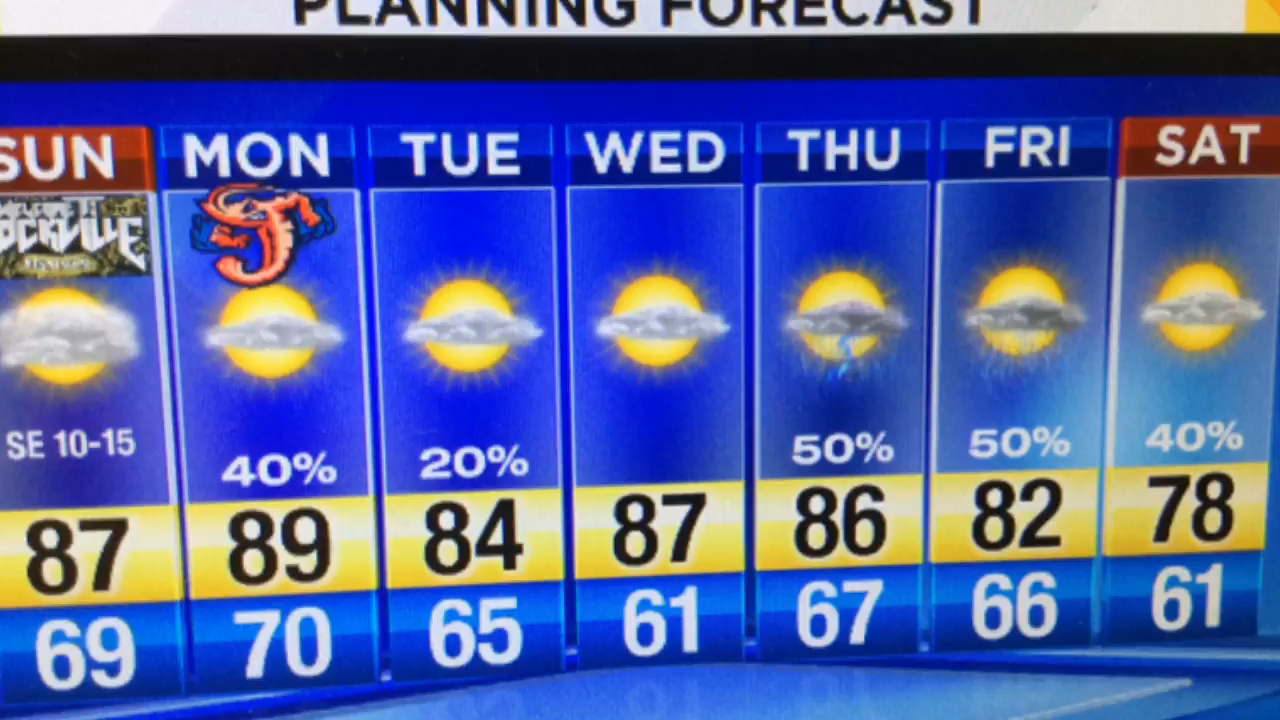 PLANNING FORECAST
SUN MON TUE WED THU FRI SAT
SE 10-15 40% 20% 50% 50% 40%
87 89 84 87 86 82 78
69 70 65 61 67 66 61